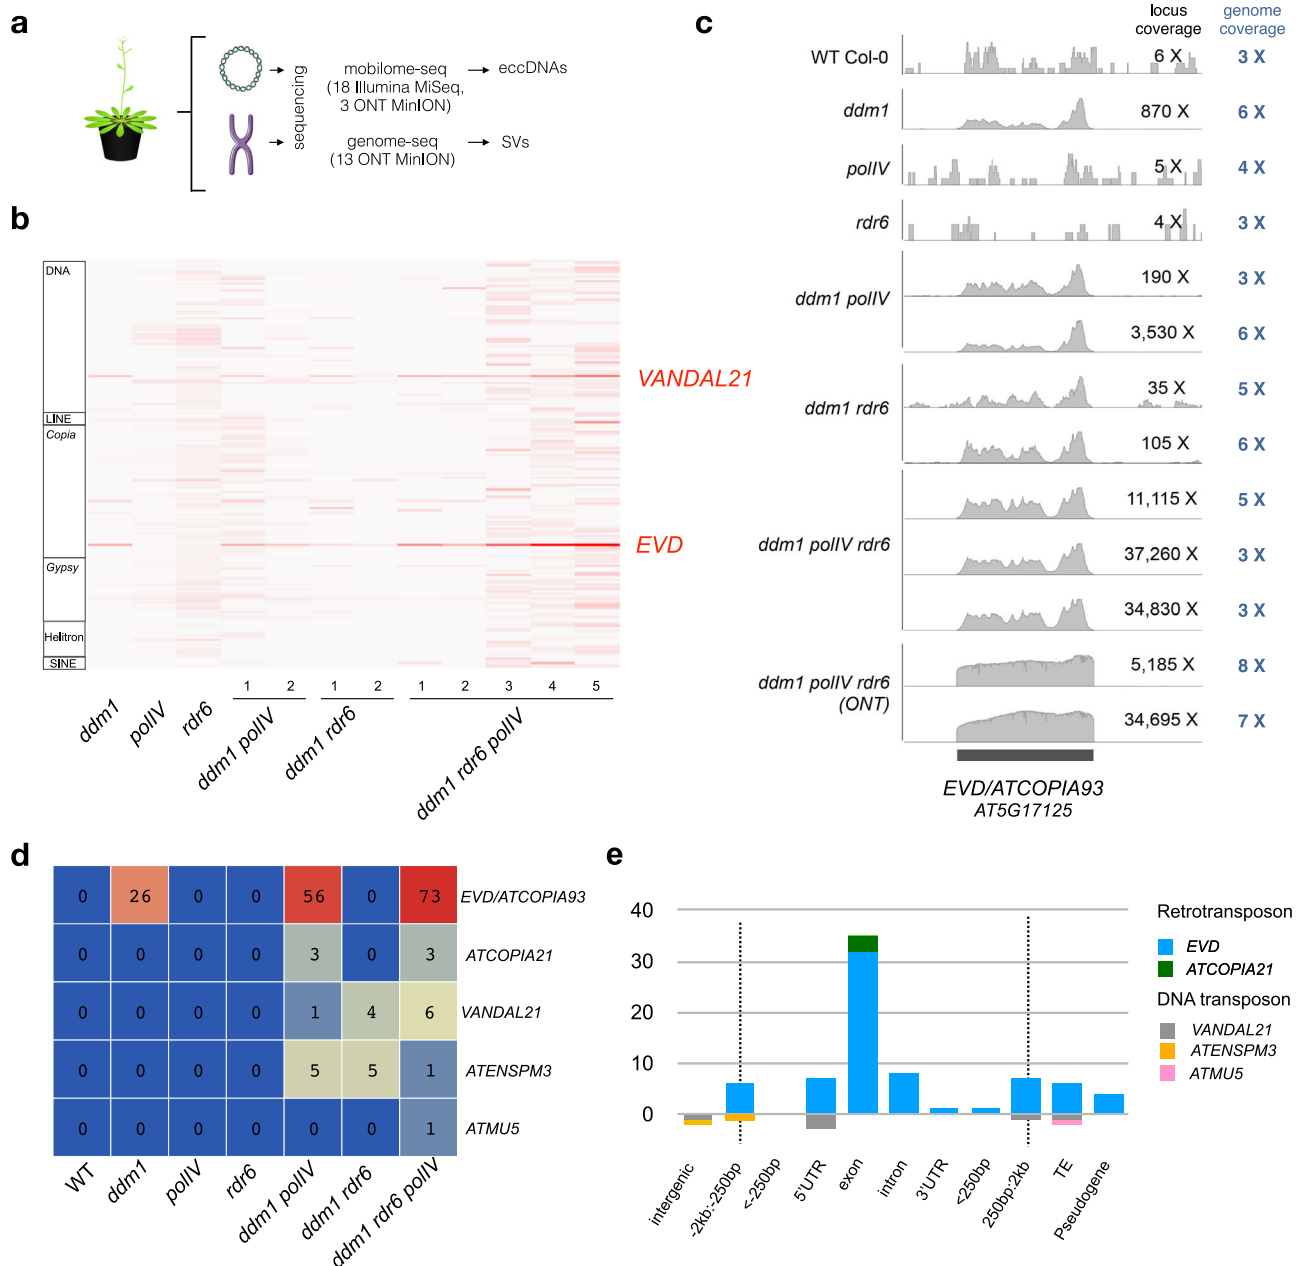 a
sequencing
mobilome-seq
(18 Illumina MiSeq,
3 ONT MinION)
eccDNAs
genome-seq
(13 ONT MinION)
SVs
b
DNA
LINE
Copia
Gypsy
Helitron
SINE
VANDAL21
EVD
1 2 1 2 1 2 3 4 5
ddm1
polIV
rdr6
ddm1 polIV
ddm1 rdr6
ddm1 rdr6 polIV
c
locus
coverage
genome
coverage
WT Col-0 6 X 3 X
ddm1 870 X 6 X
polIV 5 X 4 X
rdr6 4 X 3 X
ddm1 polIV
190 X 3 X
3,530 X 6 X
ddm1 rdr6
35 X 5 X
105 X 6 X
ddm1 polIV rdr6
11,115 X 5 X
37,260 X 3 X
34,830 X 3 X
ddm1 polIV rdr6
(ONT)
5,185 X 8 X
34,695 X 7 X
EVD/ATCOPIA93
AT5G17125
d
0 26 0 0 56 0 73 EVD/ATCOPIA93
0 0 0 0 3 0 3 ATCOPIA21
0 0 0 0 1 4 6 VANDAL21
0 0 0 0 5 5 1 ATENSPM3
0 0 0 0 0 0 1 ATMU5
WT
ddm1
polIV
rdr6
ddm1 polIV
ddm1 rdr6
ddm1 rdr6 polIV
e
40
30
20
10
0
intergenic
-2kb:-250bp
<-250bp
5'UTR
exon
intron
3'UTR
<250bp
250bp:2kb
TE
Pseudogene
Retrotransposon
EVD
ATCOPIA21
DNA transposon
VANDAL21
ATENSPM3
ATMU5